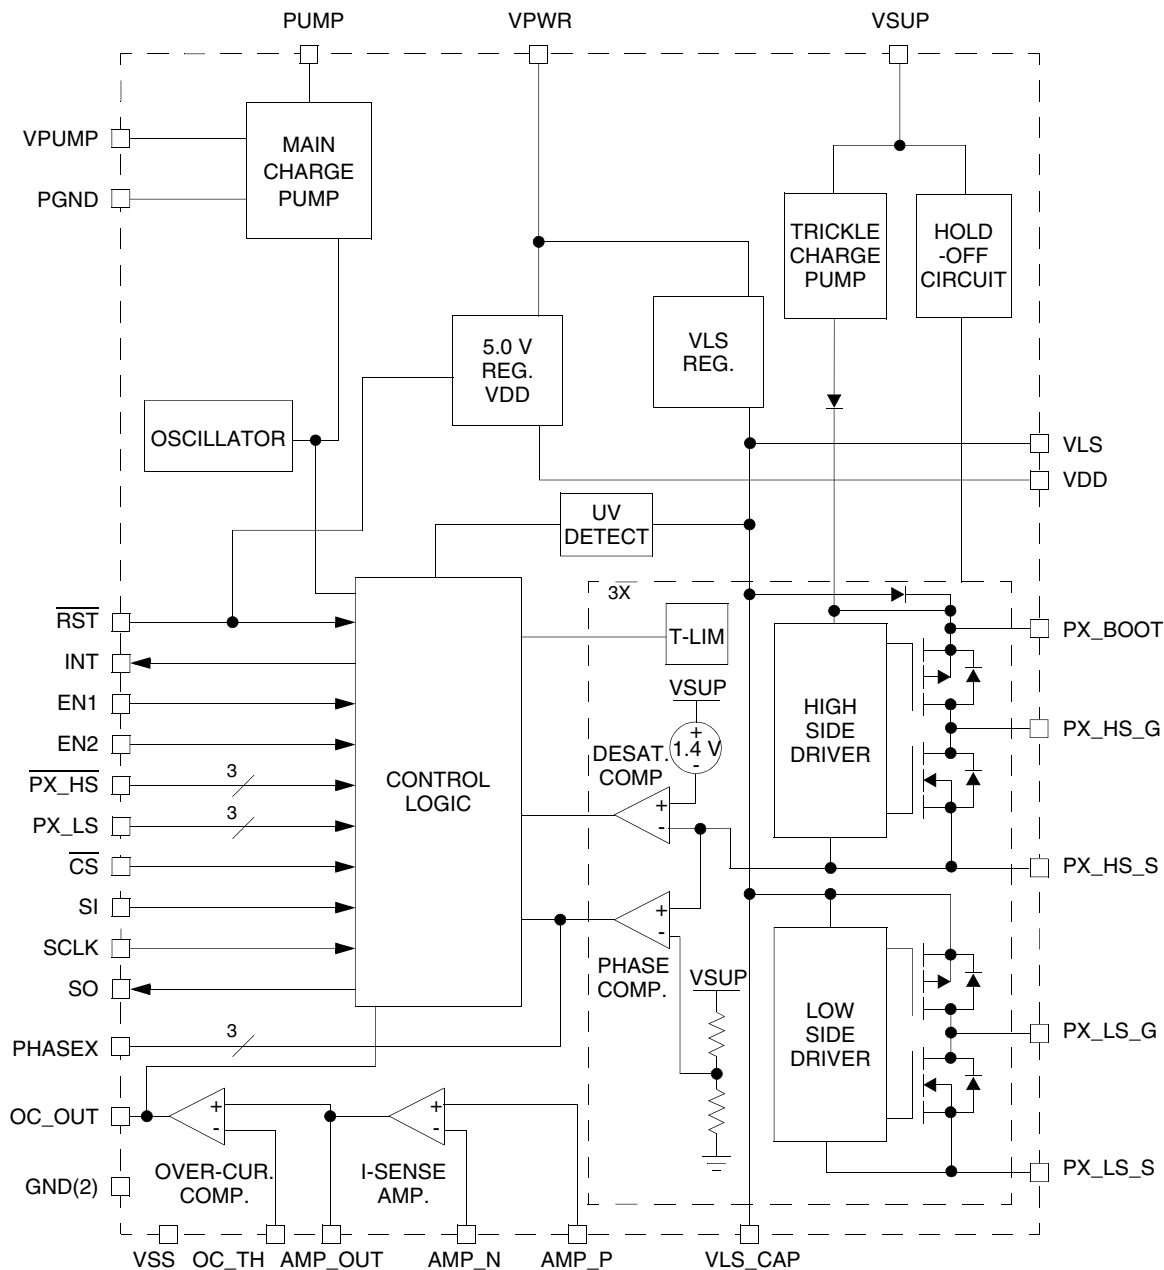 PUMP
VPWR
VSUP
VPUMP
PGND
MAIN
CHARGE
PUMP
TRICKLE
CHARGE
PUMP
HOLD
-OFF
CIRCUIT
5.0 V
REG.
VDD
VLS
REG.
OSCILLATOR
VLS
VDD
UV
DETECT
3X
RST
INT
EN1
EN2
PX_HS
3
PX_LS
3
CS
SI
SCLK
SO
PHASEX
3
OC_OUT
GND(2)
CONTROL
LOGIC
T-LIM
VSUP
+
1.4 V
-
DESAT.
COMP.
+
-
+
-
PHASE
COMP.
VSUP
HIGH
SIDE
DRIVER
LOW
SIDE
DRIVER
PX_BOOT
PX_HS_G
PX_HS_S
PX_LS_G
PX_LS_S
+
-
OVER-CUR.
COMP.
+
-
I-SENSE
AMP.
VSS
OC_TH
AMP_OUT
AMP_N
AMP_P
VLS_CAP